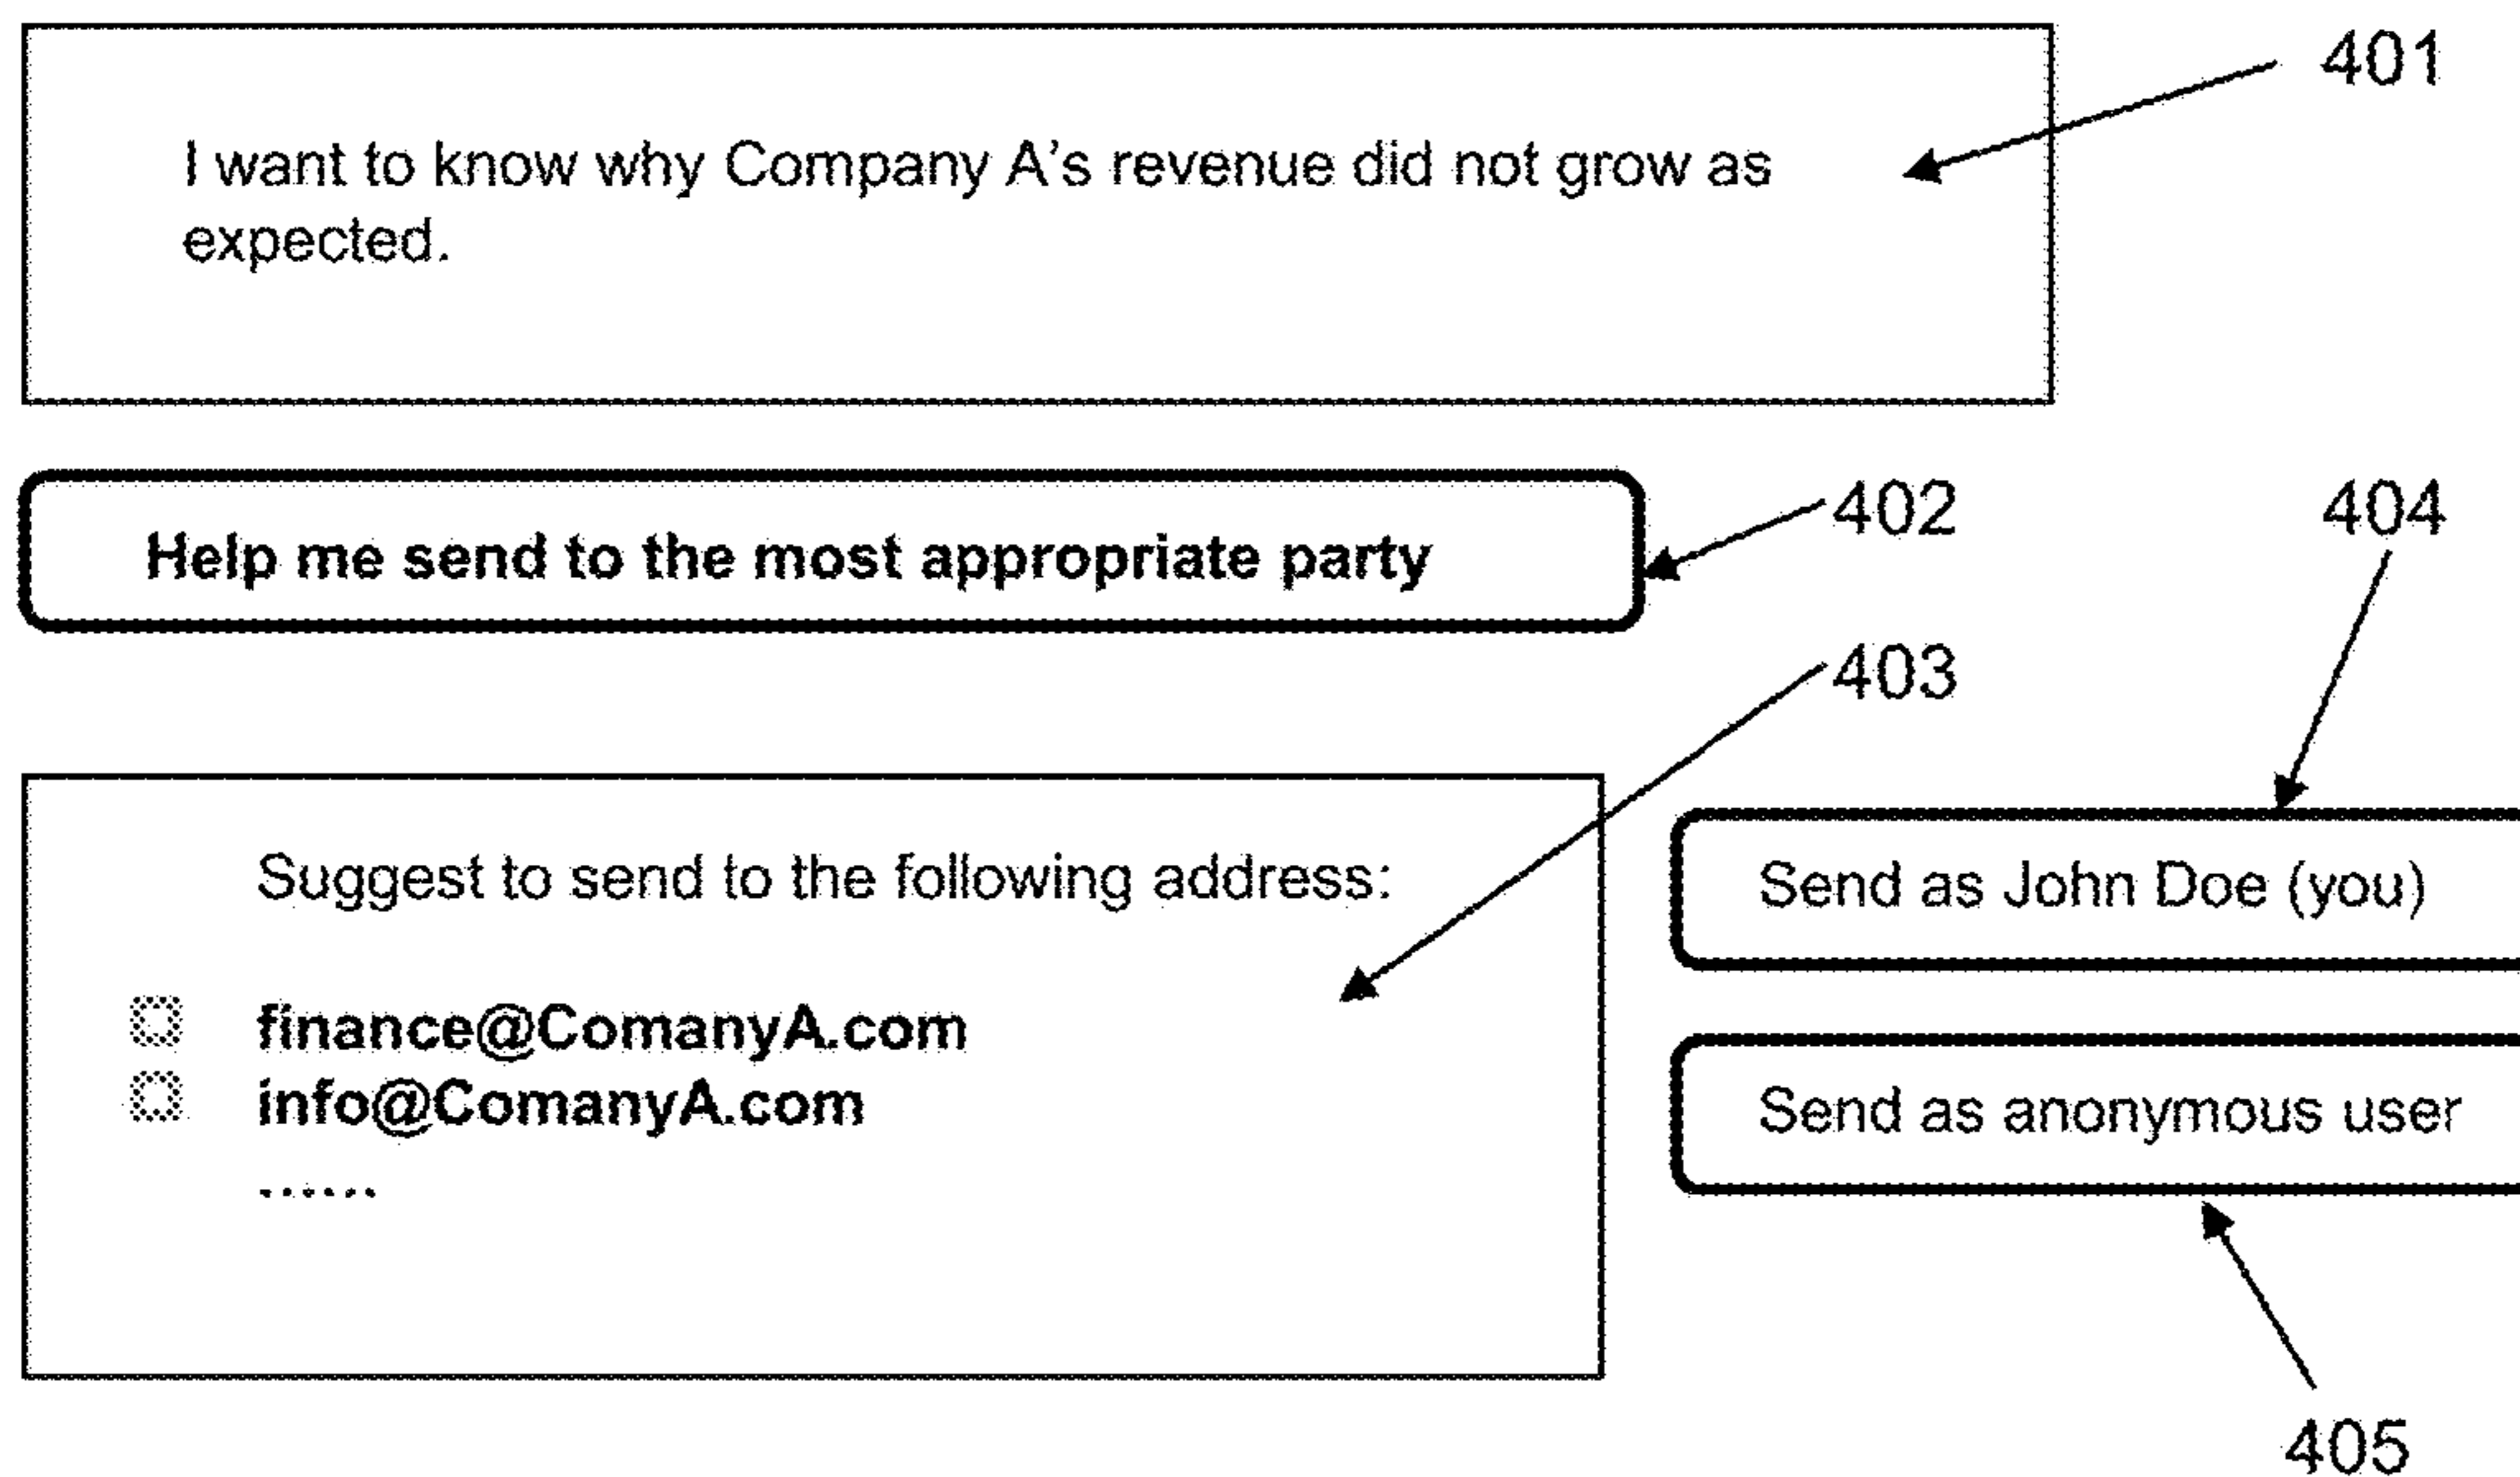 401
I want to know why Company A's revenue did not grow as
expected.
402
404
Help me send to the most appropriate party
403
Suggest to send to the following address:
finance@ComanyA.com
info@ComanyA.com
......
Send as John Doe (you)
Send as anonymous user
405